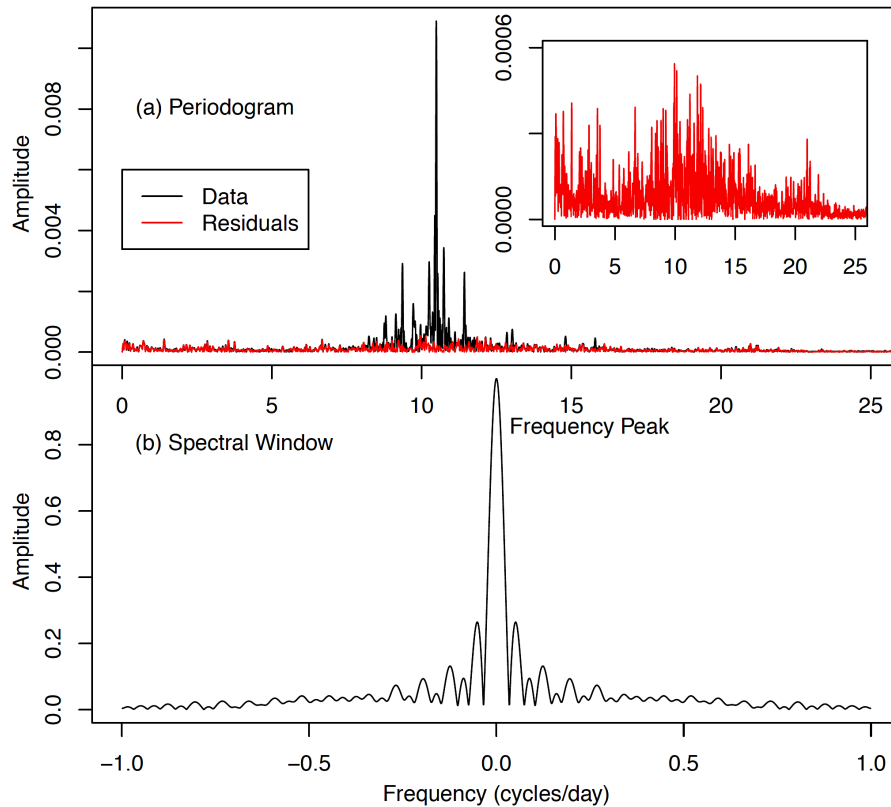 0.0006
0.0000
0 5 10 15 20 25
Amplitude
0.008
0.004
0.000
(a) Periodogram
Data
Residuals
0 5 10 15 20 25
Frequency Peak
(b) Spectral Window
Amplitude
0.8
0.6
0.4
0.2
0.0
−1.0 −0.5 0.0 0.5 1.0
Frequency (cycles/day)